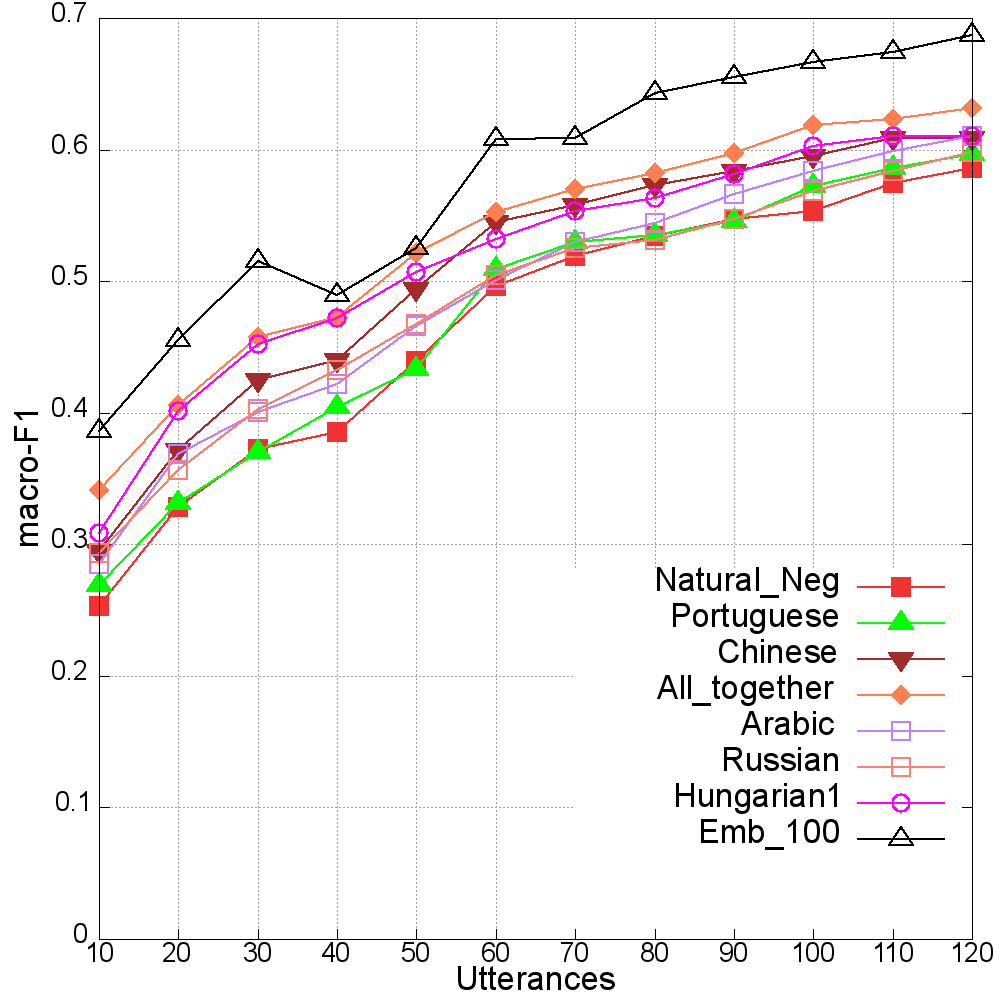 0.7
0.6
0.5
0.4
0.3
0.2
0.1
0
macro-F1
Natural_Neg
Portuguese
Chinese
All_together
Arabic
Russian
Hungarian1
Emb_100
10 20 30 40 50 60 70 80 90 100 110 120
Utterances